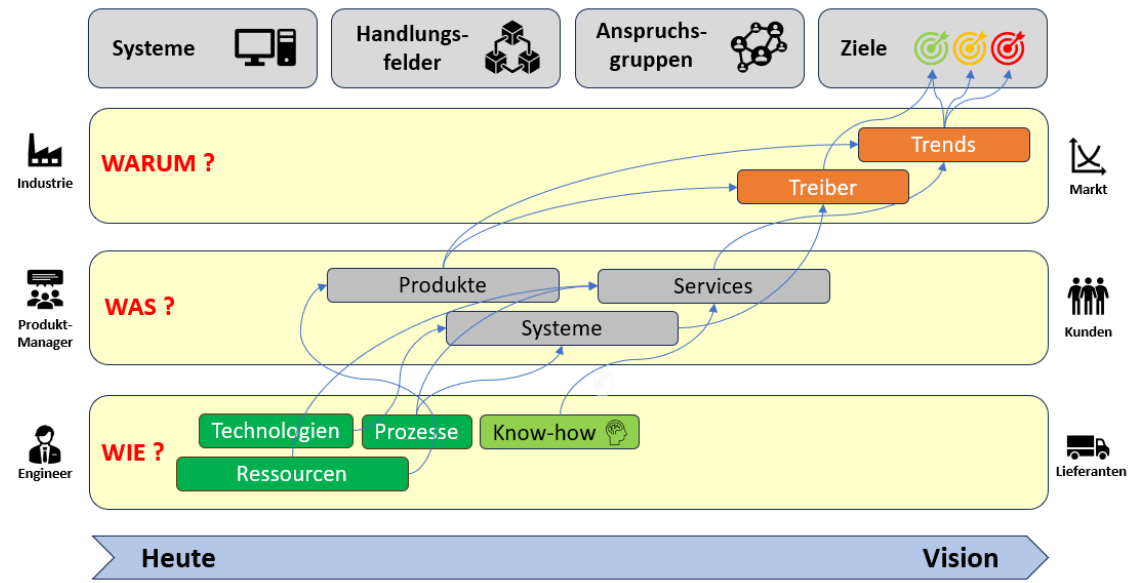 Systeme
Handlungs-
felder
Anspruchs-
gruppen
Ziele
Industrie
WARUM ?
Trends
Treiber
Markt
Produkt-
Manager
WAS ?
Produkte
Services
Systeme
Kunden
Engineer
WIE ?
Technologien
Prozesse
Know-how
Ressourcen
Lieferanten
Heute
Vision